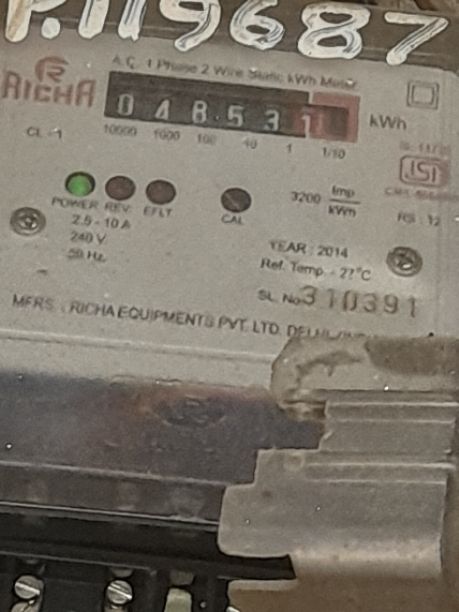 P.119687
RICHA
A.C. 1 Phase 2 Wire Static kWh Meter
0 4 8 5 3 1
kWh
10000 1000 100 10 1 1/10
CL. 1
ISI
POWER REV. EFLT
CAL
3200 Imp/kWh
RS : 12
2.5 - 10 A
240 V
50 Hz.
YEAR : 2014
Ref. Temp. - 27°C
SL. No 310391
MFRS. : RICHA EQUIPMENTS PVT. LTD.